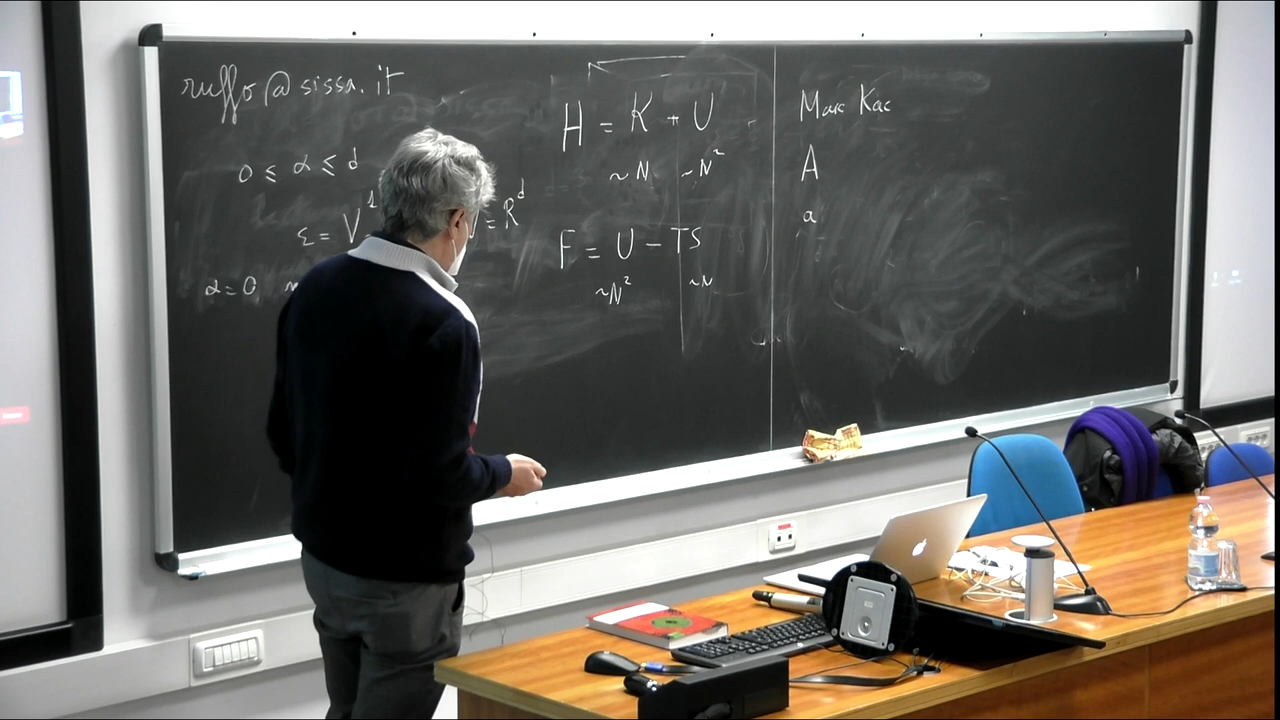 ruffo@sissa.it
0 ≤ α ≤ d
ε = V
= R^d
α = 0
H = K + U
~N ~N²
F = U - TS
~N² ~N
Marc Kac
A
a